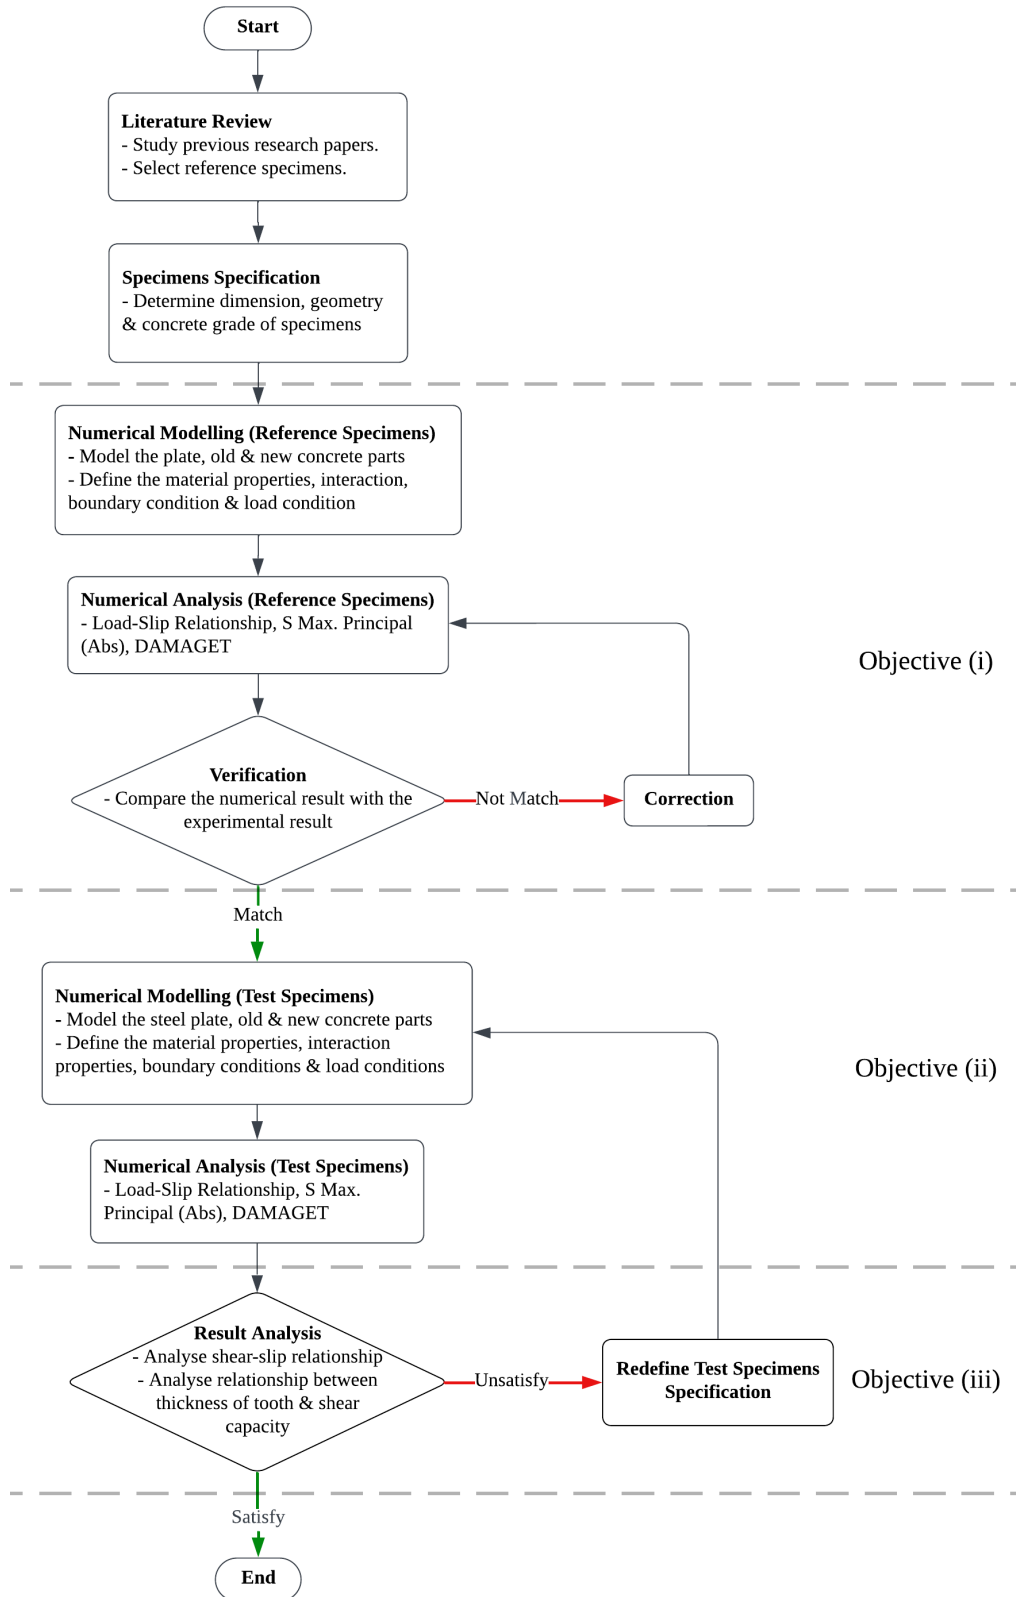 Start
Literature Review
- Study previous research papers.
- Select reference specimens.
Specimens Specification
- Determine dimension, geometry
& concrete grade of specimens
Numerical Modelling (Reference Specimens)
- Model the plate, old & new concrete parts
- Define the material properties, interaction,
boundary condition & load condition
Numerical Analysis (Reference Specimens)
- Load-Slip Relationship, S Max. Principal
(Abs), DAMAGET
Objective (i)
Verification
- Compare the numerical result with the
experimental result
Not Match
Correction
Match
Numerical Modelling (Test Specimens)
- Model the steel plate, old & new concrete parts
- Define the material properties, interaction
properties, boundary conditions & load conditions
Objective (ii)
Numerical Analysis (Test Specimens)
- Load-Slip Relationship, S Max.
Principal (Abs), DAMAGET
Result Analysis
- Analyse shear-slip relationship
- Analyse relationship between
thickness of tooth & shear
capacity
Unsatisfy
Redefine Test Specimens
Specification
Objective (iii)
Satisfy
End